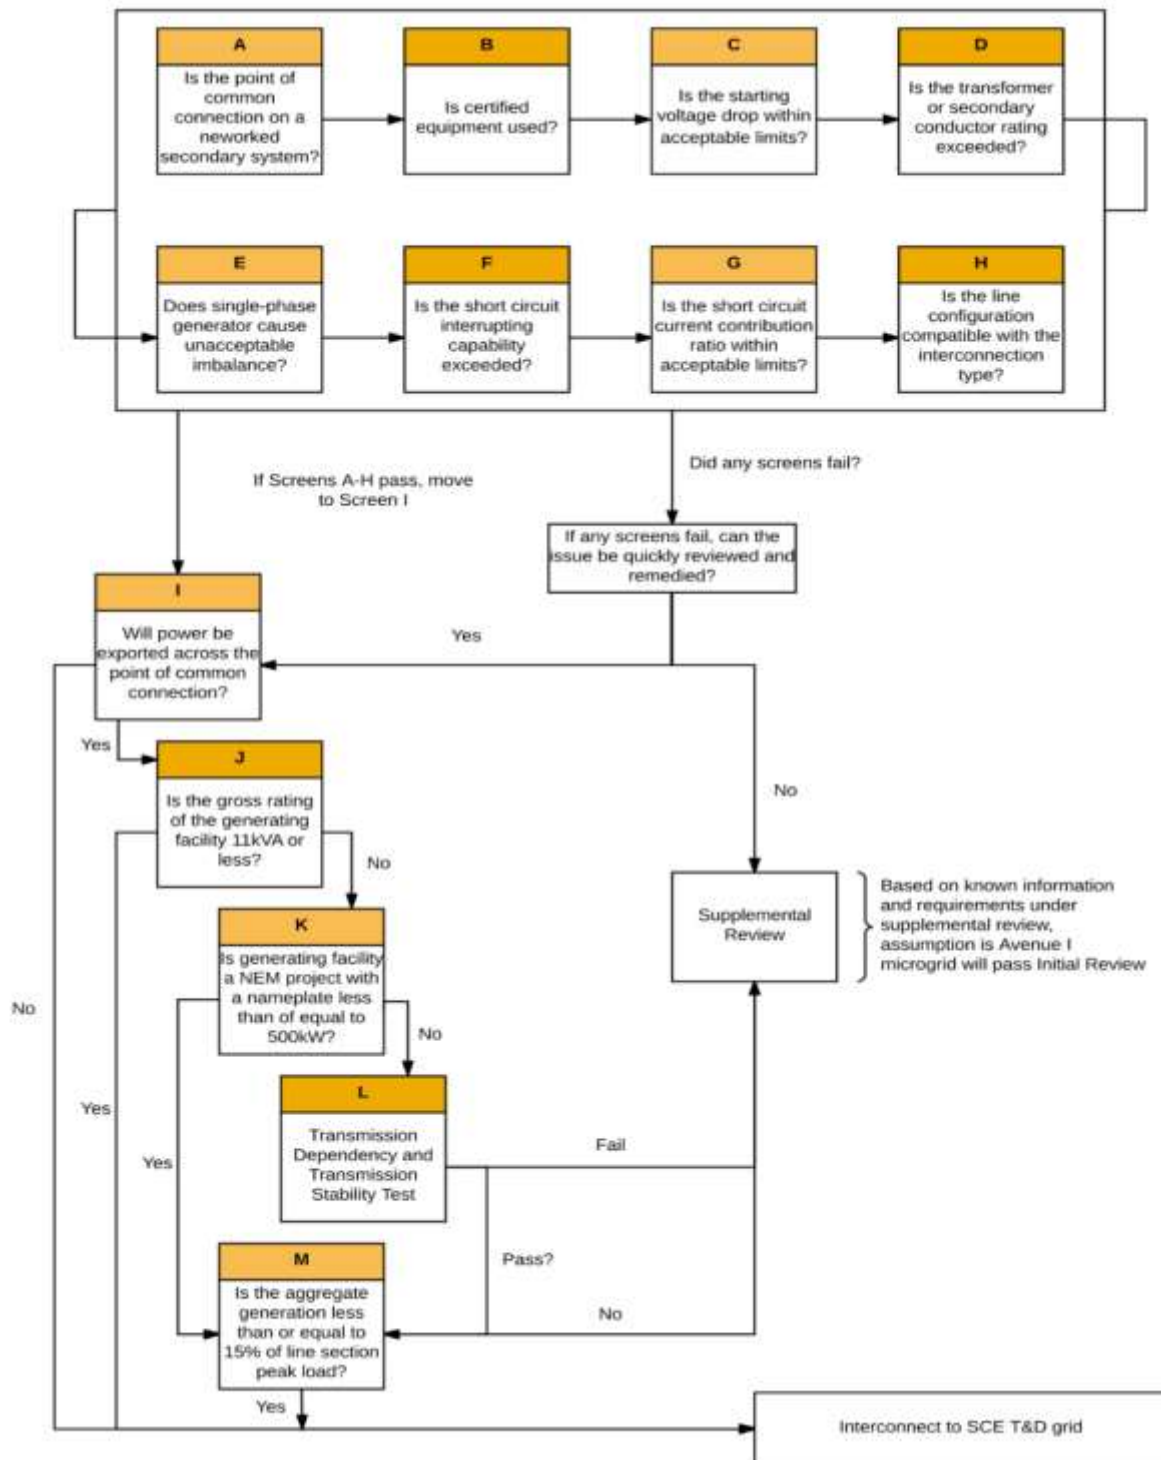 A
Is the point of
common
connection on a
neworked
secondary system?
B
Is certified
equipment used?
C
Is the starting
voltage drop within
acceptable limits?
D
Is the transformer
or secondary
conductor rating
exceeded?
E
Does single-phase
generator cause
unacceptable
imbalance?
F
Is the short circuit
interrupting
capability
exceeded?
G
Is the short circuit
current contribution
ratio within
acceptable limits?
H
Is the line
configuration
compatible with the
interconnection
type?
If Screens A-H pass, move
to Screen I
Did any screens fail?
If any screens fail, can the
issue be quickly reviewed and
remedied?
I
Will power be
exported across the
point of common
connection?
Yes
Yes
J
Is the gross rating
of the generating
facility 11kVA or
less?
No
No
K
Is generating facility
a NEM project with
a nameplate less
than of equal to
500kW?
Supplemental
Review
Based on known information
and requirements under
supplemental review,
assumption is Avenue I
microgrid will pass Initial Review
No
No
L
Transmission
Dependency and
Transmission
Stability Test
Yes
Yes
Fail
Pass?
M
Is the aggregate
generation less
than or equal to
15% of line section
peak load?
No
Yes
Interconnect to SCE T&D grid